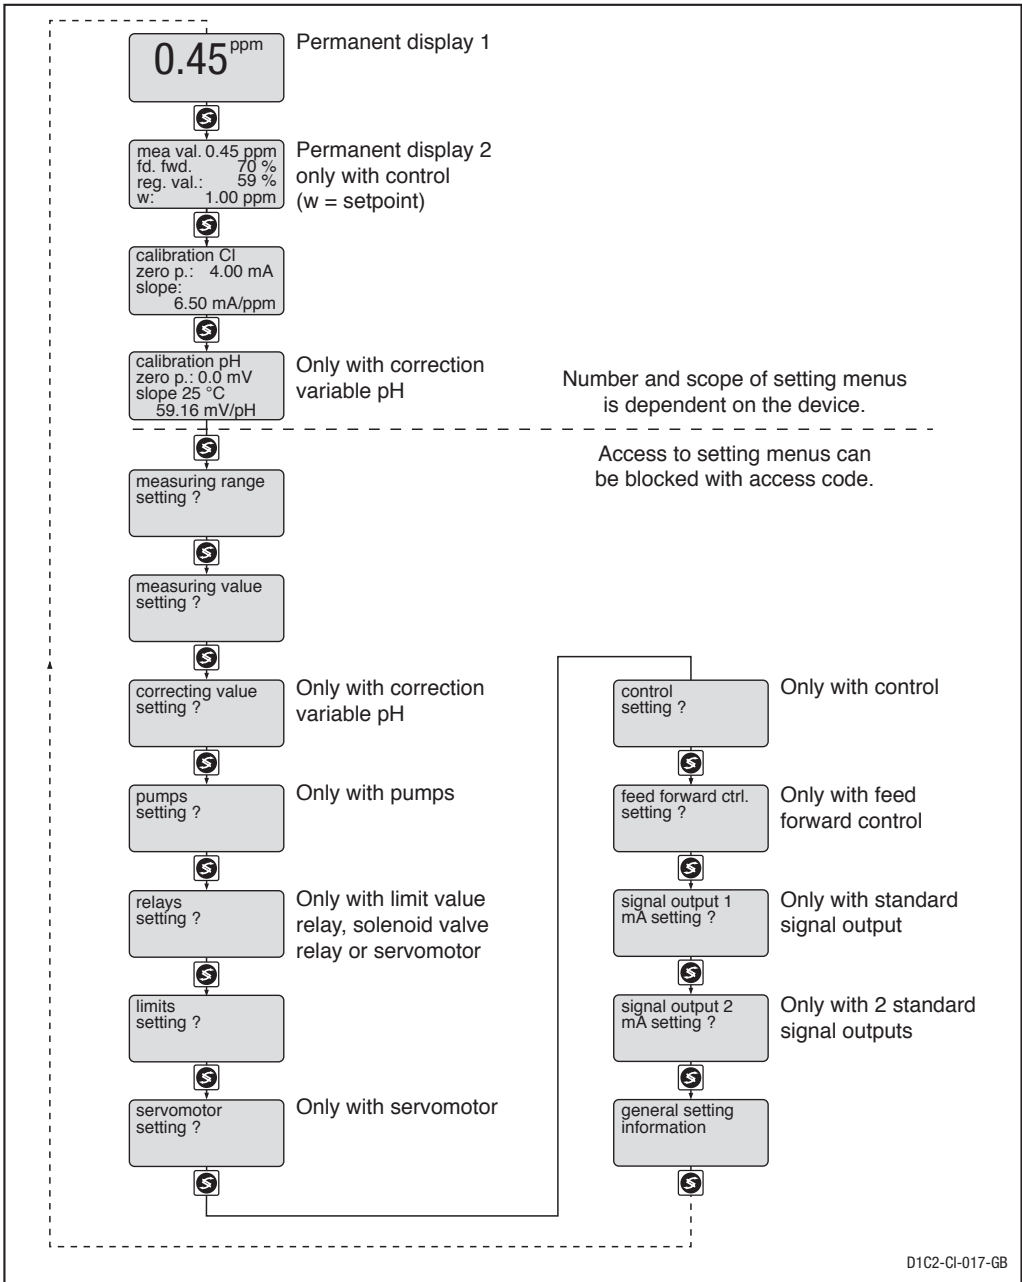 0.45 ppm
Permanent display 1
mea val. 0.45 ppm
fd. fwd. 70 %
reg. val.: 59 %
w: 1.00 ppm
Permanent display 2
only with control
(w = setpoint)
calibration Cl
zero p.: 4.00 mA
slope:
6.50 mA/ppm
calibration pH
zero p.: 0.0 mV
slope 25 °C
59.16 mV/pH
Only with correction
variable pH
Number and scope of setting menus
is dependent on the device.
Access to setting menus can
be blocked with access code.
measuring range
setting ?
measuring value
setting ?
correcting value
setting ?
Only with correction
variable pH
pumps
setting ?
Only with pumps
relays
setting ?
Only with limit value
relay, solenoid valve
relay or servomotor
limits
setting ?
servomotor
setting ?
Only with servomotor
control
setting ?
Only with control
feed forward ctrl.
setting ?
Only with feed
forward control
signal output 1
mA setting ?
Only with standard
signal output
signal output 2
mA setting ?
Only with 2 standard
signal outputs
general setting
information
D1C2-Cl-017-GB